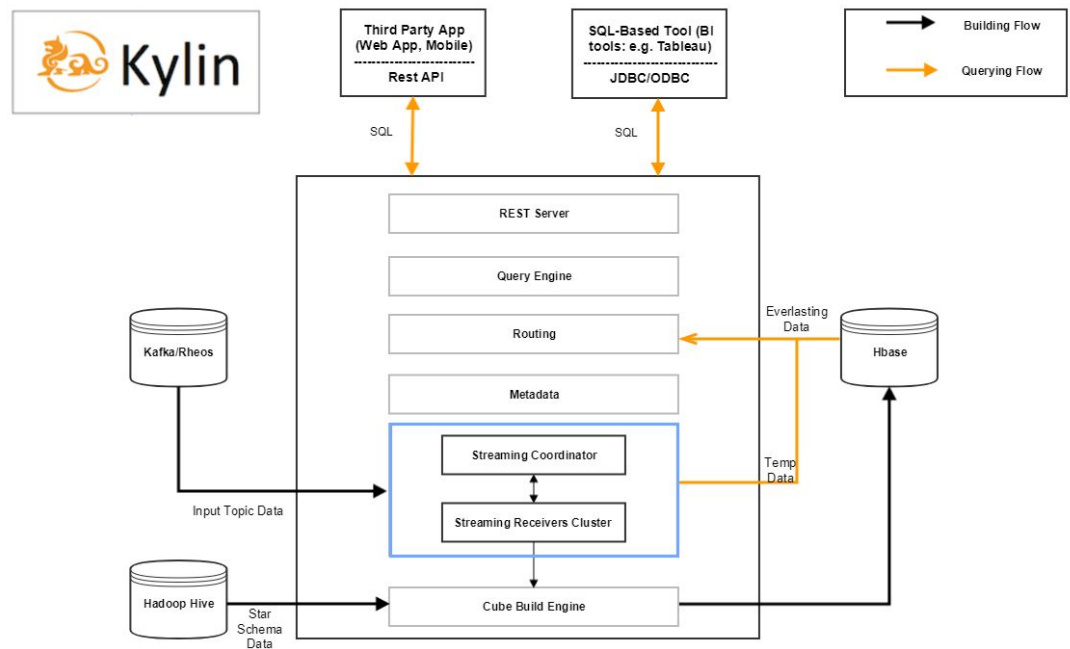 Kylin
Third Party App
(Web App, Mobile)
Rest API
SQL-Based Tool (BI
tools: e.g. Tableau)
JDBC/ODBC
Building Flow
Querying Flow
SQL
SQL
REST Server
Query Engine
Routing
Metadata
Streaming Coordinator
Streaming Receivers Cluster
Cube Build Engine
Kafka/Rheos
Input Topic Data
Hadoop Hive
Star
Schema
Data
Everlasting
Data
Hbase
Temp
Data